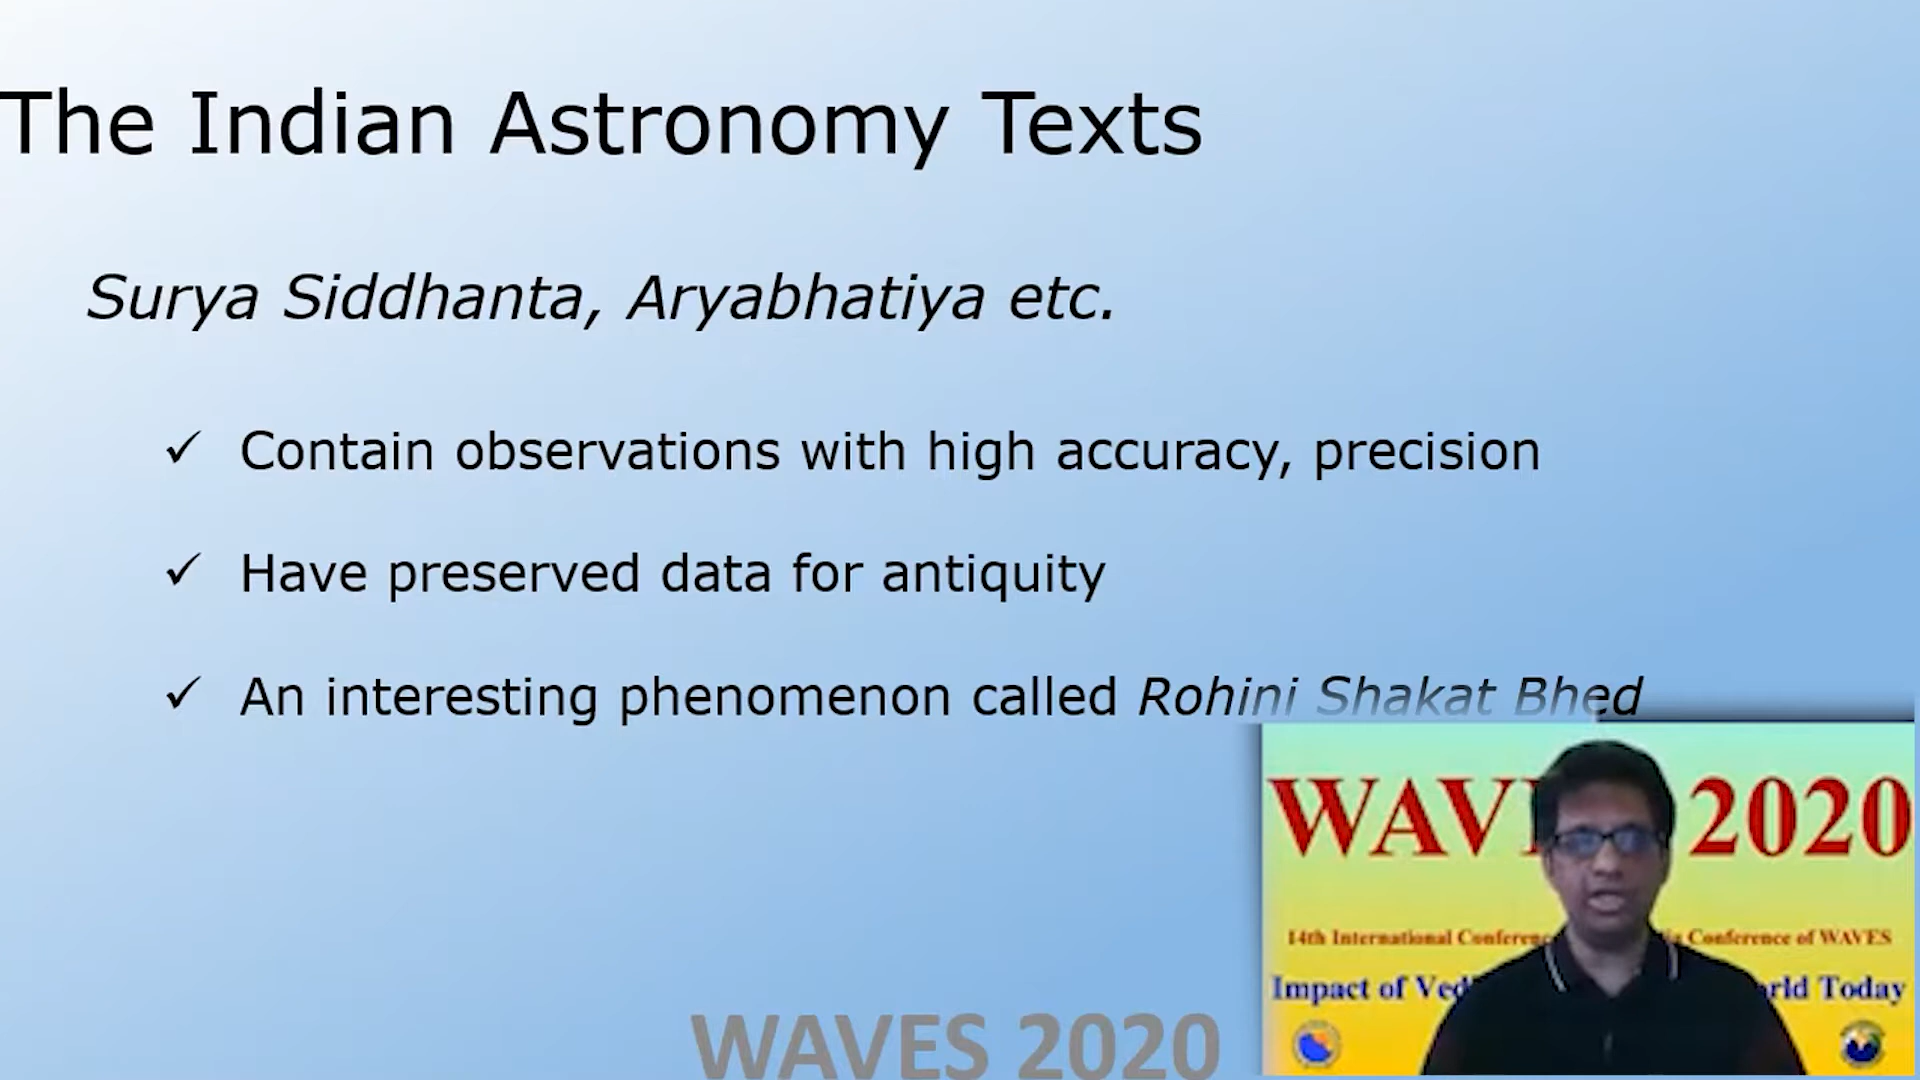 The Indian Astronomy Texts
Surya Siddhanta, Aryabhatiya etc.
✓ Contain observations with high accuracy, precision
✓ Have preserved data for antiquity
✓ An interesting phenomenon called Rohini Shakat Bhed
WAV 2020
14th International Conference Conference of WAVES
Impact of Ved rld Today
WAVES 2020